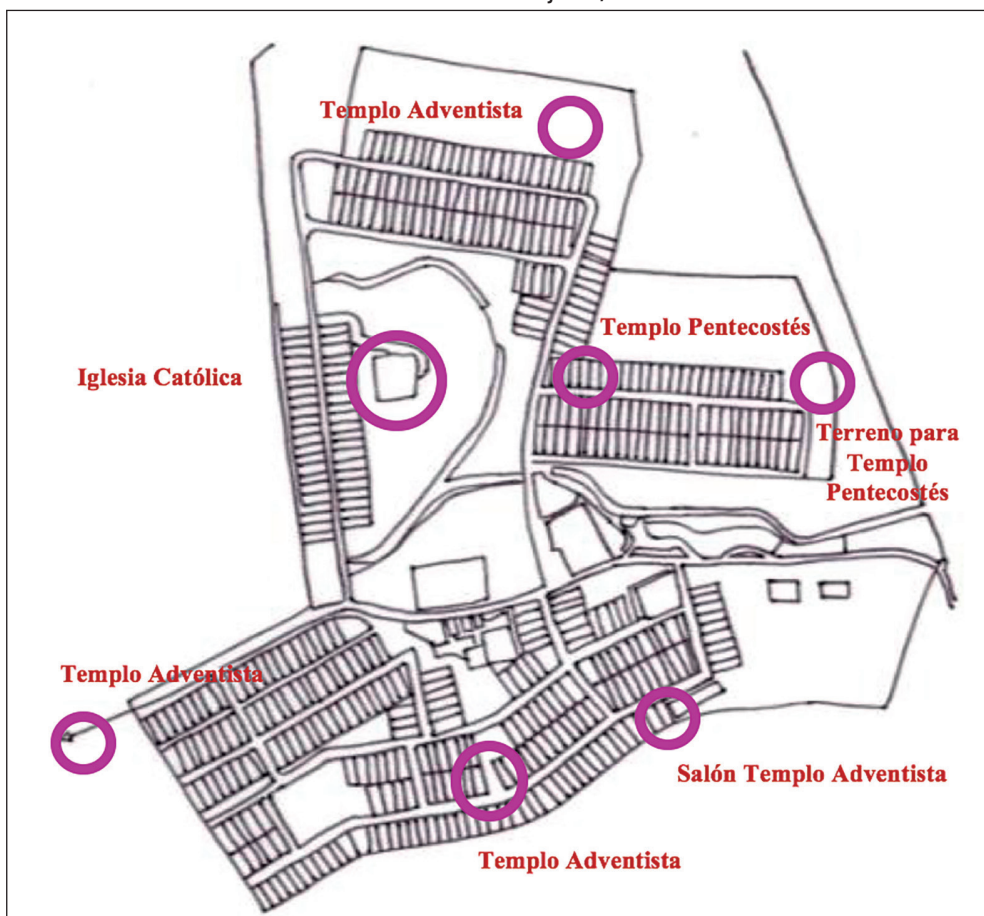 Templo Adventista
Templo Pentecostés
Iglesia Católica
Terreno para
Templo
Pentecostés
Templo Adventista
Salón Templo Adventista
Templo Adventista